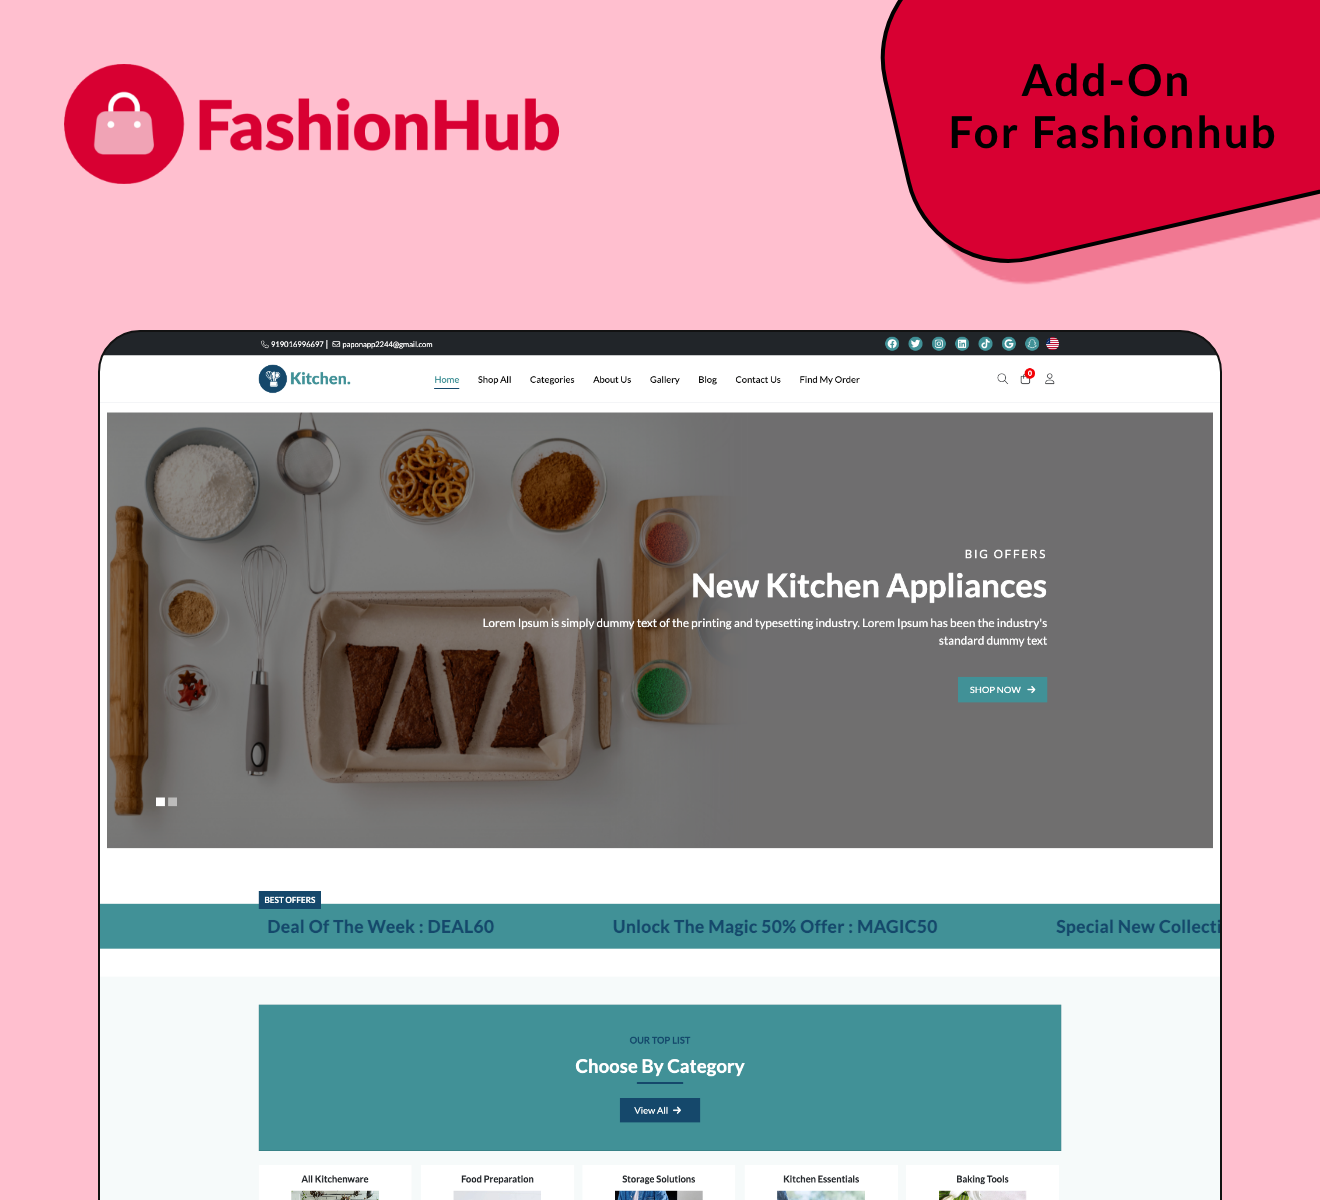 FashionHub
Add-On
For Fashionhub
919016996697 | paponapp2244@gmail.com
Kitchen.
Home Shop All Categories About Us Gallery Blog Contact Us Find My Order
0
BIG OFFERS
New Kitchen Appliances
Lorem Ipsum is simply dummy text of the printing and typesetting industry. Lorem Ipsum has been the industry's
standard dummy text
SHOP NOW
BEST OFFERS
Deal Of The Week : DEAL60 Unlock The Magic 50% Offer : MAGIC50 Special New Collecti
OUR TOP LIST
Choose By Category
View All
All Kitchenware Food Preparation Storage Solutions Kitchen Essentials Baking Tools